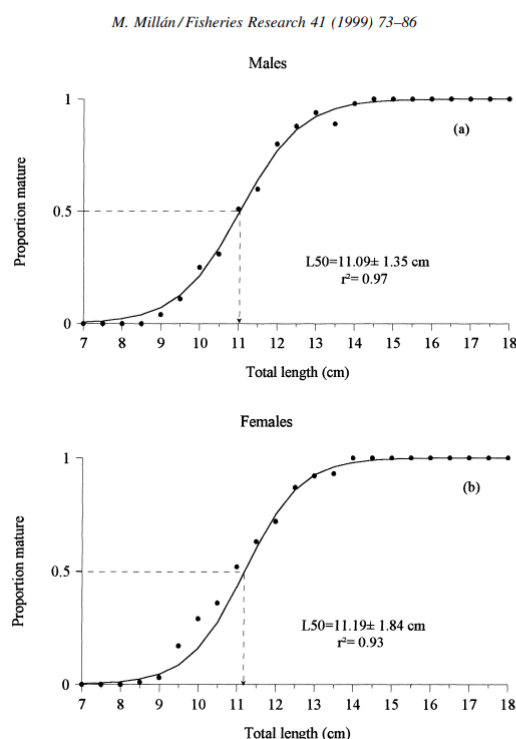 M. Millán / Fisheries Research 41 (1999) 73–86
Males
1
(a)
Proportion mature
0.5
L50=11.09± 1.35 cm
r²= 0.97
0
7 8 9 10 11 12 13 14 15 16 17 18
Total length (cm)
Females
1
(b)
Proportion mature
0.5
L50=11.19± 1.84 cm
r²= 0.93
0
7 8 9 10 11 12 13 14 15 16 17 18
Total length (cm)